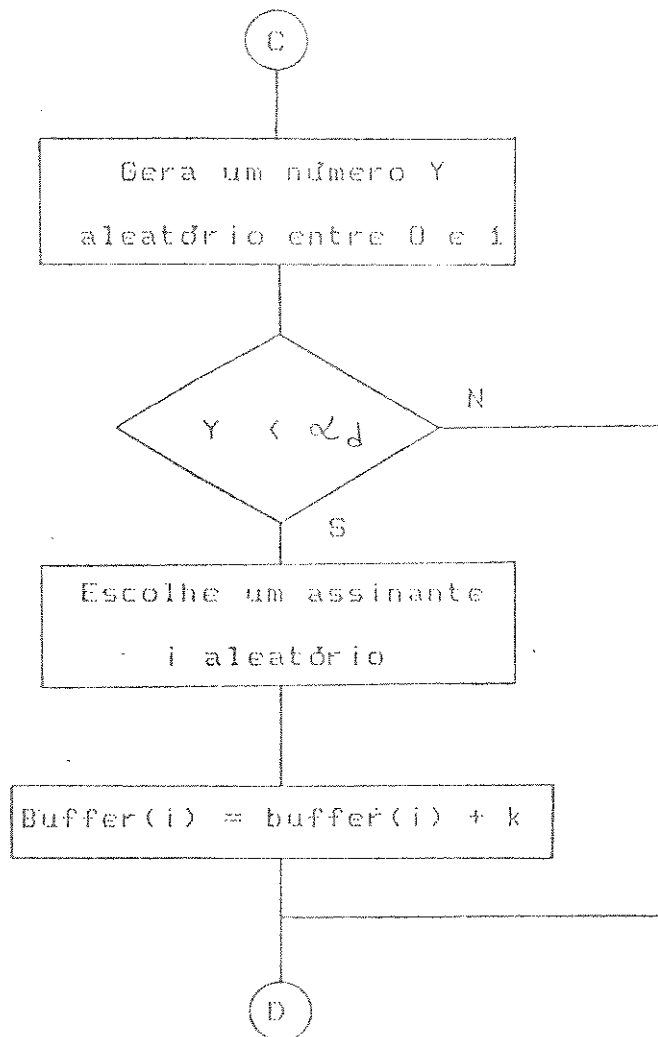 C
Gera um número Y
aleatório entre 0 e 1
Y < αd
N
S
Escolhe um assinante
i aleatório
Buffer(i) = buffer(i) + k
D